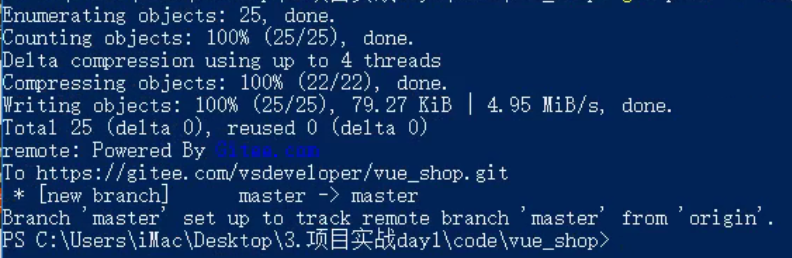 Enumerating objects: 25, done.
Counting objects: 100% (25/25), done.
Delta compression using up to 4 threads
Compressing objects: 100% (22/22), done.
Writing objects: 100% (25/25), 79.27 KiB | 4.95 MiB/s, done.
Total 25 (delta 0), reused 0 (delta 0)
remote: Powered By Gitee.com
To https://gitee.com/vsdeveloper/vue_shop.git
 * [new branch]      master -> master
Branch 'master' set up to track remote branch 'master' from 'origin'.
PS C:\Users\iMac\Desktop\3.项目实战day1\code\vue_shop>